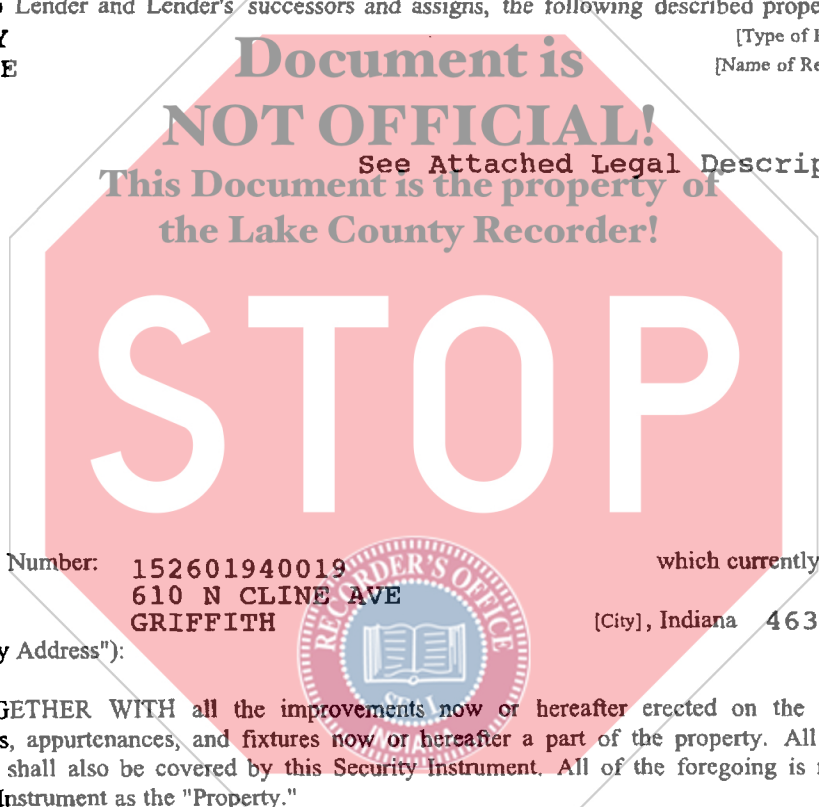 Lender and Lender's successors and assigns, the following described
Y [Type of
E [Name of
Document is
NOT OFFICIAL!
See Attached Legal
This Document is the property of
the Lake County Recorder!
STOP
Number: 152601940019 which currently
610 N CLINE AVE
GRIFFITH [City], Indiana 463
Address"):
RECORDER'S OFFICE
SEAL
INDIANA
WITH all the improvements now or hereafter erected on the
appurtenances, and fixtures now or hereafter a part of the property. All
shall also be covered by this Security Instrument. All of the foregoing is
Instrument as the "Property."